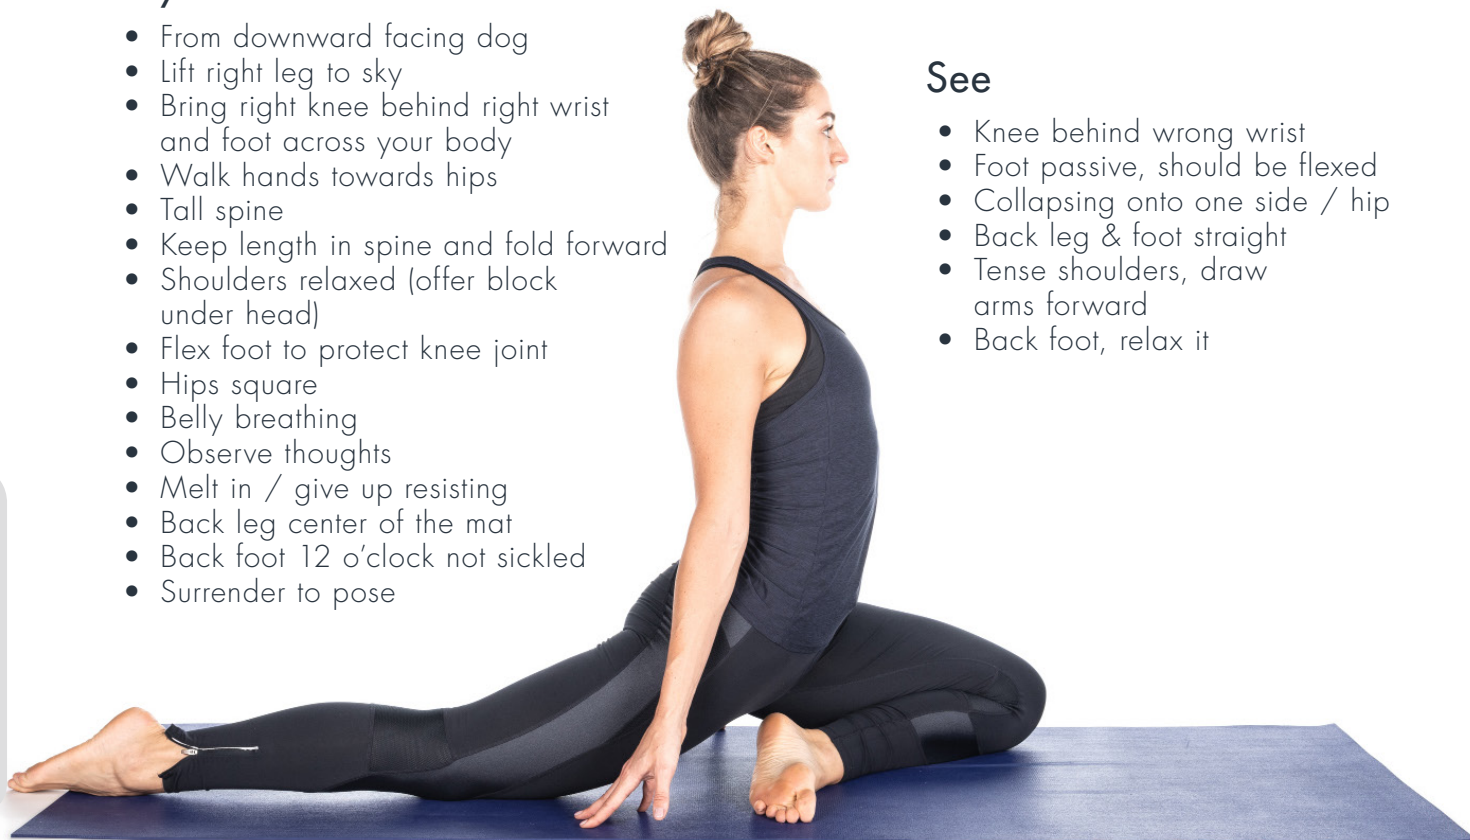 • From downward facing dog
• Lift right leg to sky
• Bring right knee behind right wrist
and foot across your body
• Walk hands towards hips
• Tall spine
• Keep length in spine and fold forward
• Shoulders relaxed (offer block
under head)
• Flex foot to protect knee joint
• Hips square
• Belly breathing
• Observe thoughts
• Melt in / give up resisting
• Back leg center of the mat
• Back foot 12 o’clock not sickled
• Surrender to pose
See
• Knee behind wrong wrist
• Foot passive, should be flexed
• Collapsing onto one side / hip
• Back leg & foot straight
• Tense shoulders, draw
arms forward
• Back foot, relax it